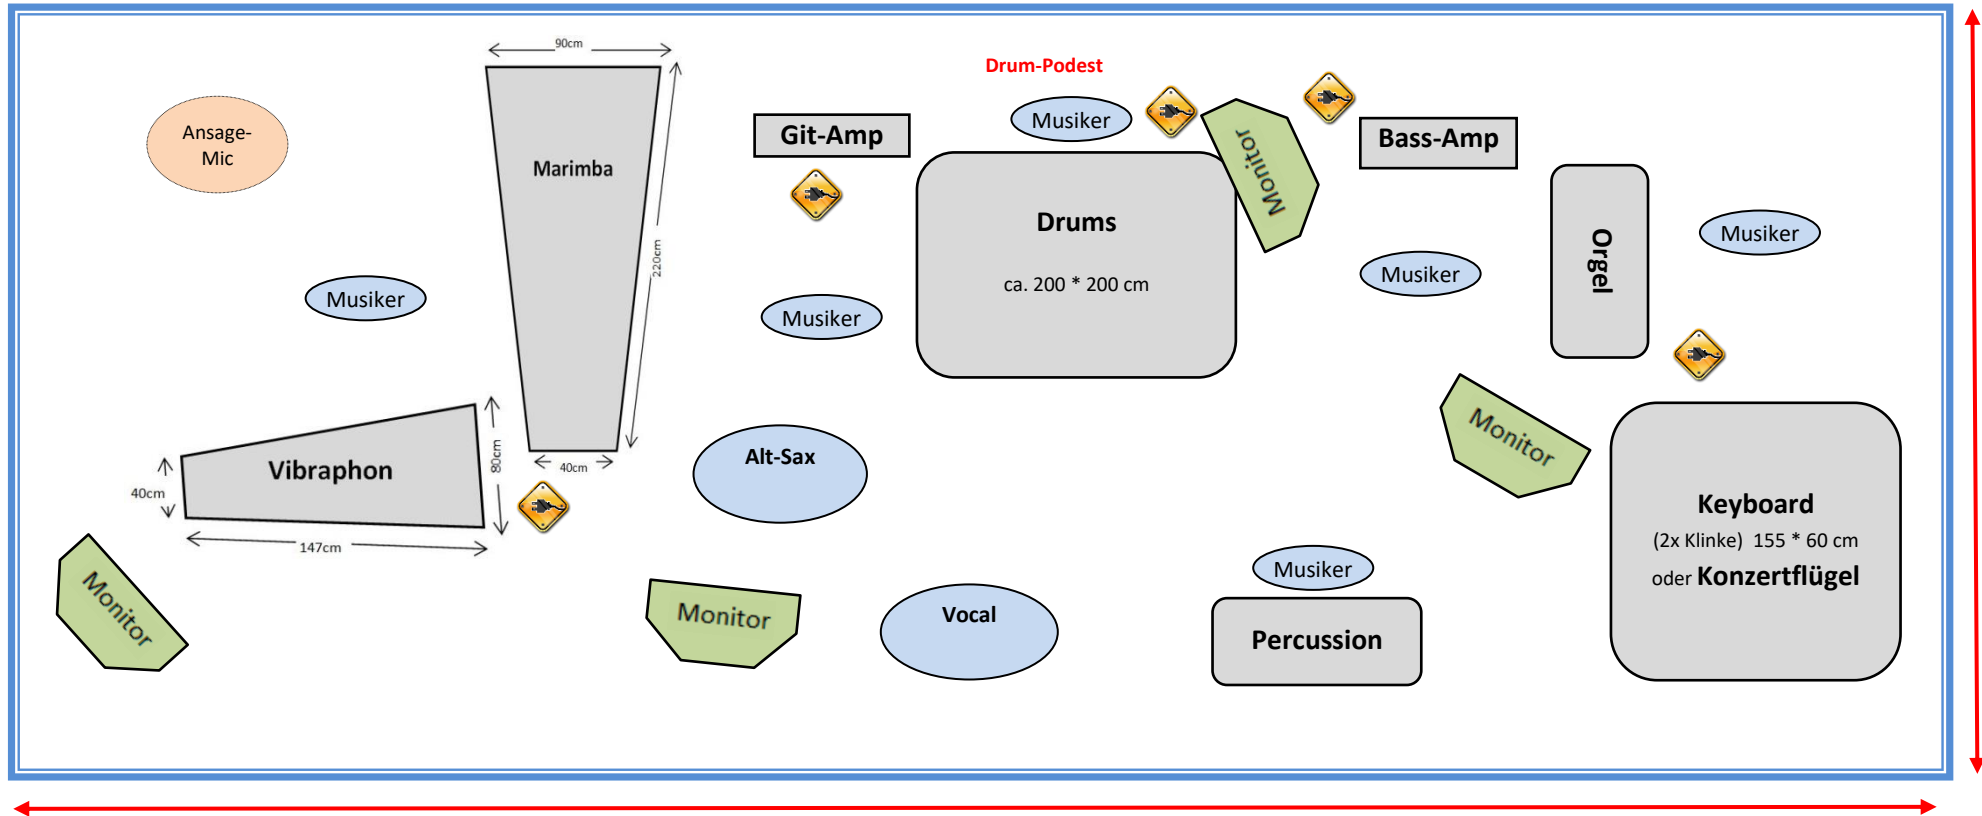 90cm
Drum-Podest
Ansage-
Mic
Musiker
Git-Amp
Bass-Amp
Monitor
Marimba
Drums
ca. 200 * 200 cm
Orgel
Musiker
220cm
Musiker
Musiker
Musiker
Monitor
Alt-Sax
40cm
Vibraphon
80cm
40cm
147cm
Keyboard
(2x Klinke) 155 * 60 cm
oder Konzertflügel
Musiker
Monitor
Monitor
Vocal
Percussion